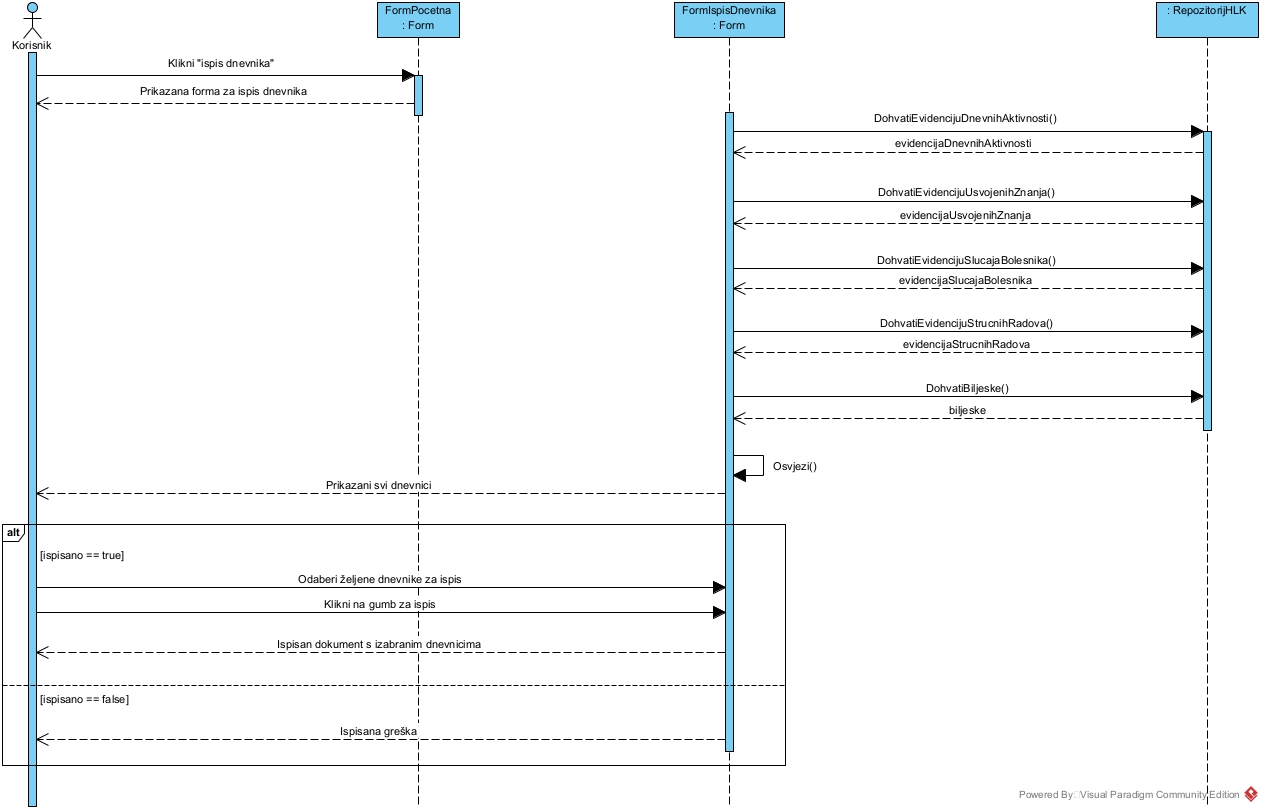 Korisnik
FormPocetna
: Form
FormIspisDnevnika
: Form
: RepozitorijHLK
Klikni "ispis dnevnika"
Prikazana forma za ispis dnevnika
DohvatiEvidencijuDnevnihAktivnosti()
evidencijaDnevnihAktivnosti
DohvatiEvidencijuUsvojenihZnanja()
evidencijaUsvojenihZnanja
DohvatiEvidencijuSlucajaBolesnika()
evidencijaSlucajaBolesnika
DohvatiEvidencijuStrucnihRadova()
evidencijaStrucnihRadova
DohvatiBiljeske()
biljeske
Osvjezi()
Prikazani svi dnevnici
alt
[ispisano == true]
Odaberi željene dnevnike za ispis
Klikni na gumb za ispis
Ispisan dokument s izabranim dnevnicima
[ispisano == false]
Ispisana greška
Powered By Visual Paradigm Community Edition